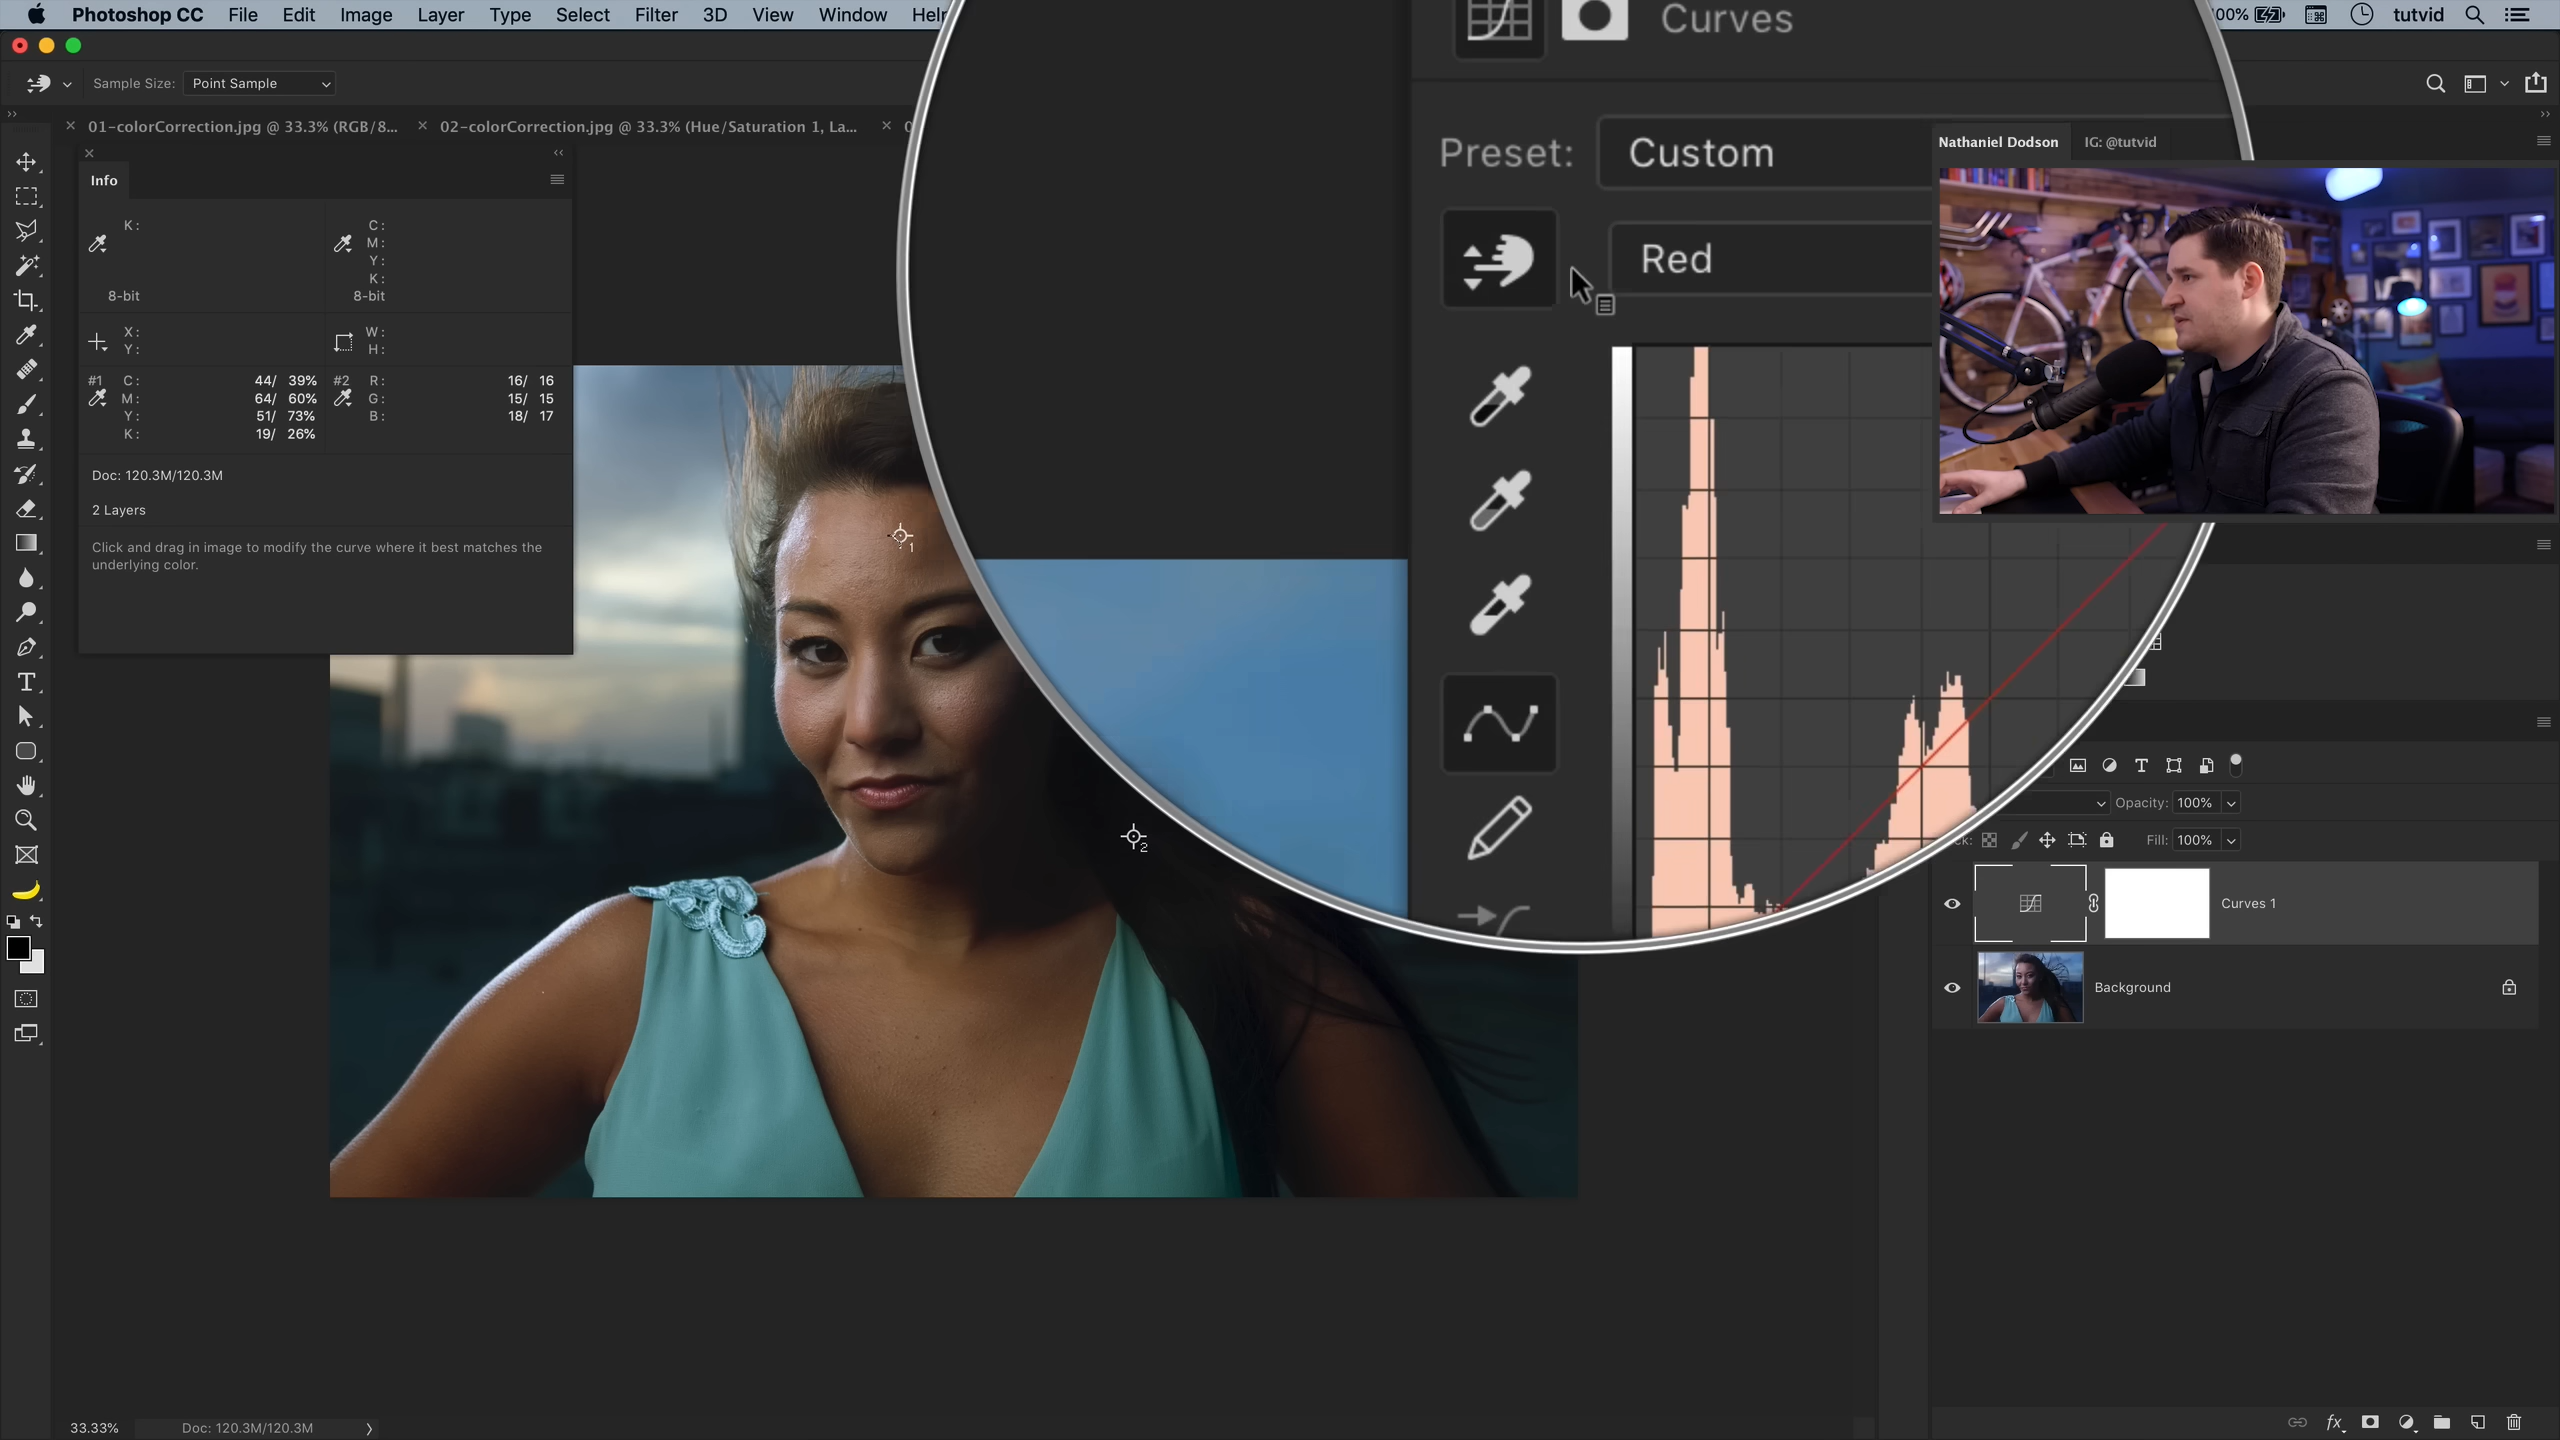 Photoshop CC File Edit Image Layer Type Select Filter 3D View Window Help
00% tutvid
Sample Size: Point Sample
01-colorCorrection.jpg @ 33.3% (RGB/8...
02-colorCorrection.jpg @ 33.3% (Hue/Saturation 1, La...
Info
K:
8-bit
C:
M:
Y:
K:
8-bit
X:
Y:
W:
H:
#1 C: 44/ 39%
M: 64/ 60%
Y: 51/ 73%
K: 19/ 26%
#2 R: 16/ 16
G: 15/ 15
B: 18/ 17
Doc: 120.3M/120.3M
2 Layers
Click and drag in image to modify the curve where it best matches the
underlying color.
1
2
Curves
Preset: Custom
Red
Nathaniel Dodson IG: @tutvid
Opacity: 100%
Fill: 100%
Curves 1
Background
fx
33.33% Doc: 120.3M/120.3M